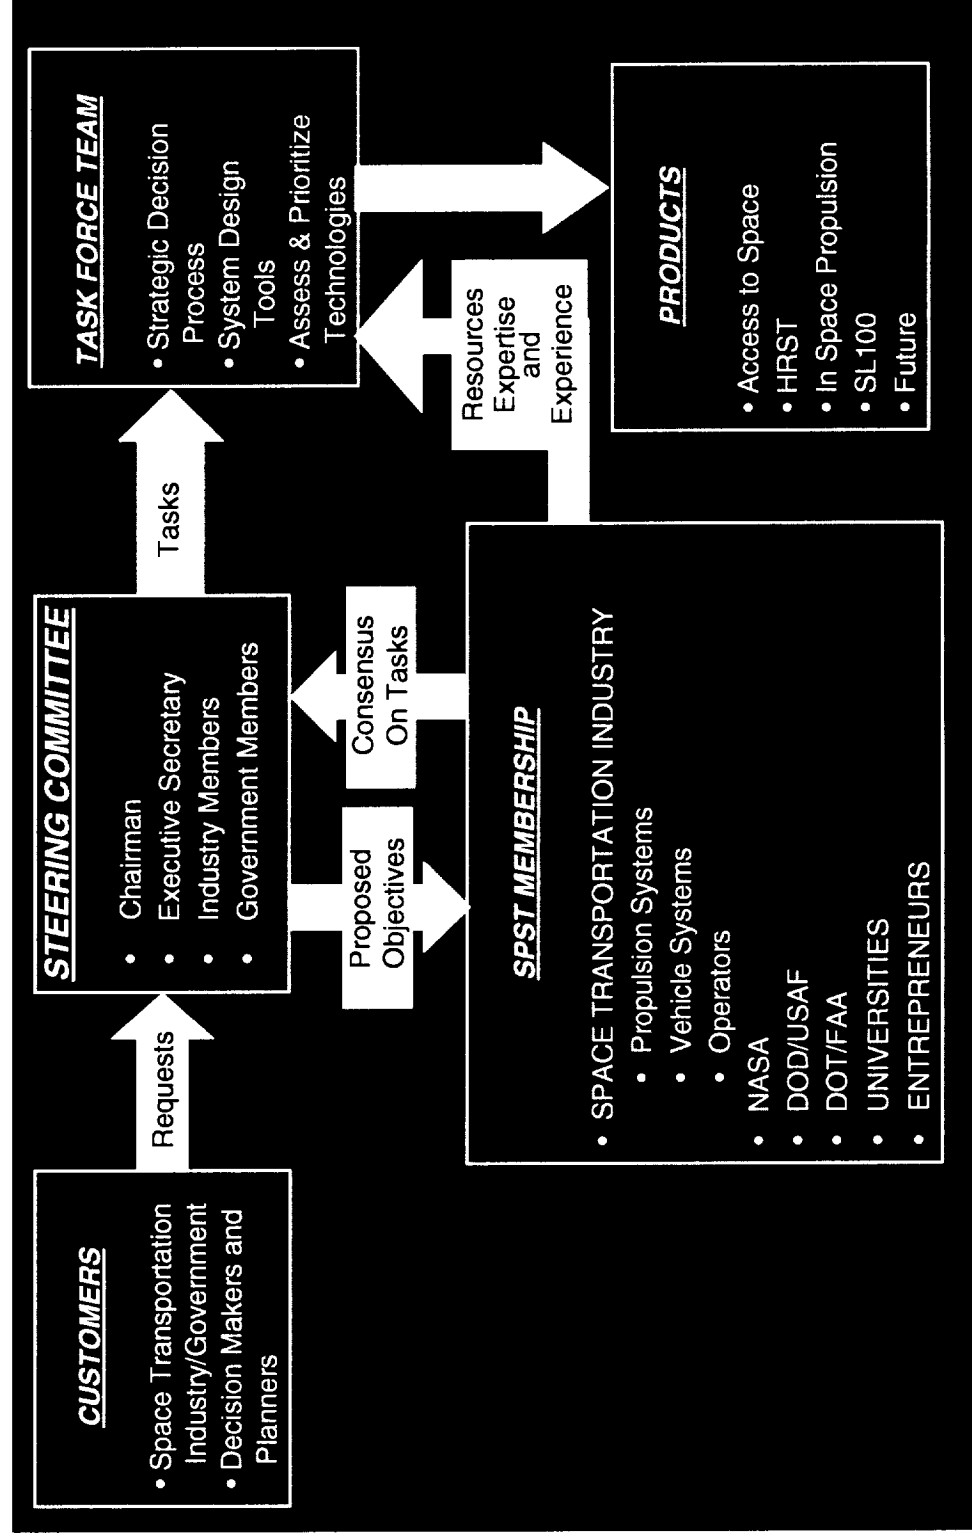 CUSTOMERS
• Space Transportation
Industry/Government
• Decision Makers and
Planners
Requests
STEERING COMMITTEE
• Chairman
• Executive Secretary
• Industry Members
• Government Members
Tasks
TASK FORCE TEAM
• Strategic Decision
Process
• System Design
Tools
• Assess & Prioritize
Technologies
Proposed
Objectives
Consensus
On Tasks
Resources
Expertise
and
Experience
SPST MEMBERSHIP
• SPACE TRANSPORTATION INDUSTRY
• Propulsion Systems
• Vehicle Systems
• Operators
• NASA
• DOD/USAF
• DOT/FAA
• UNIVERSITIES
• ENTREPRENEURS
PRODUCTS
• Access to Space
• HRST
• In Space Propulsion
• SL100
• Future